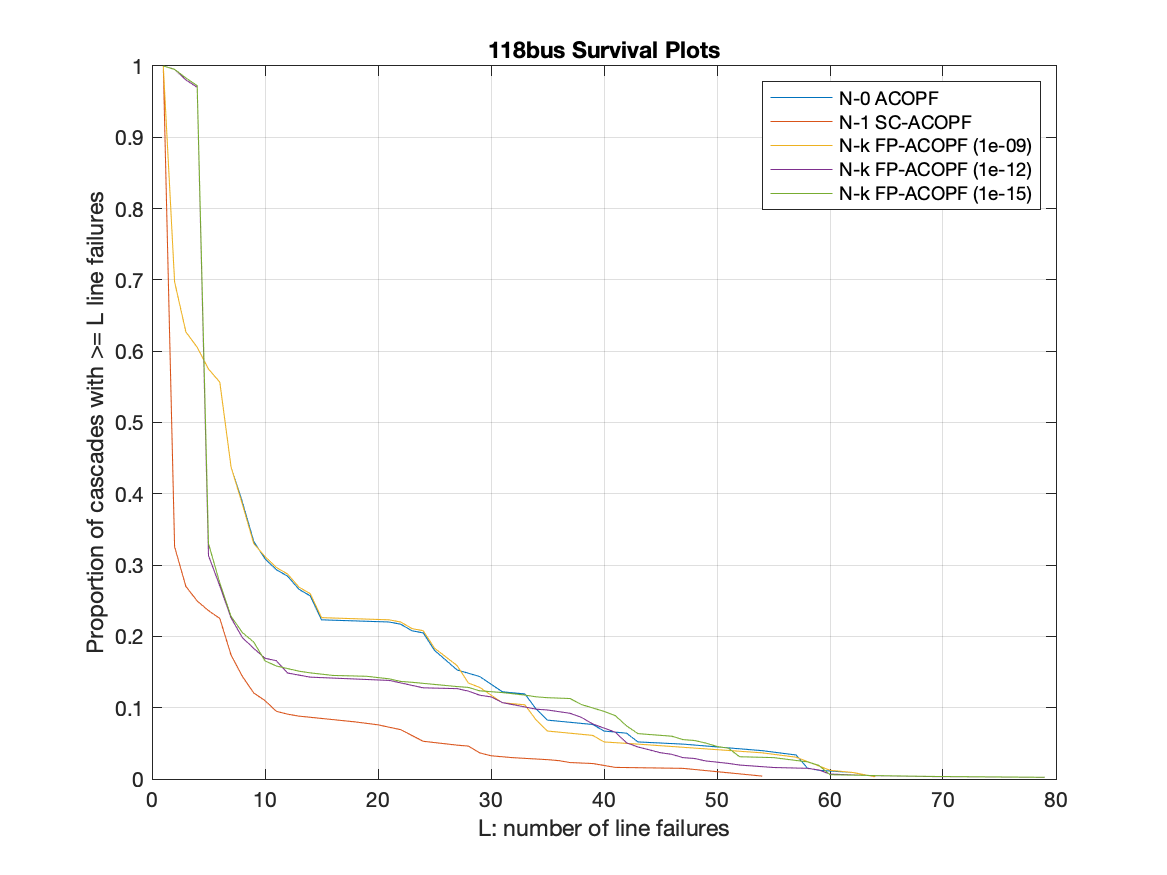 118bus Survival Plots
N-0 ACOPF
N-1 SC-ACOPF
N-k FP-ACOPF (1e-09)
N-k FP-ACOPF (1e-12)
N-k FP-ACOPF (1e-15)
Proportion of cascades with >= L line failures
1
0.9
0.8
0.7
0.6
0.5
0.4
0.3
0.2
0.1
0
0 10 20 30 40 50 60 70 80
L: number of line failures